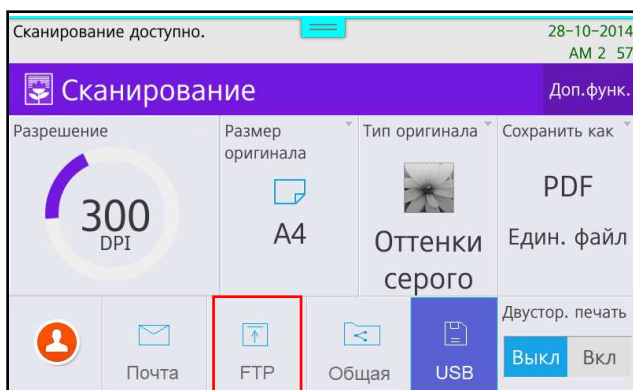 Сканирование доступно.
28-10-2014
AM 2 57
Сканирование
Доп.функ.
Разрешение
300
DPI
Размер
оригинала
A4
Тип оригинала
Оттенки
серого
Сохранить как
PDF
Един. файл
Почта
FTP
Общая
USB
Двустор. печать
Выкл
Вкл